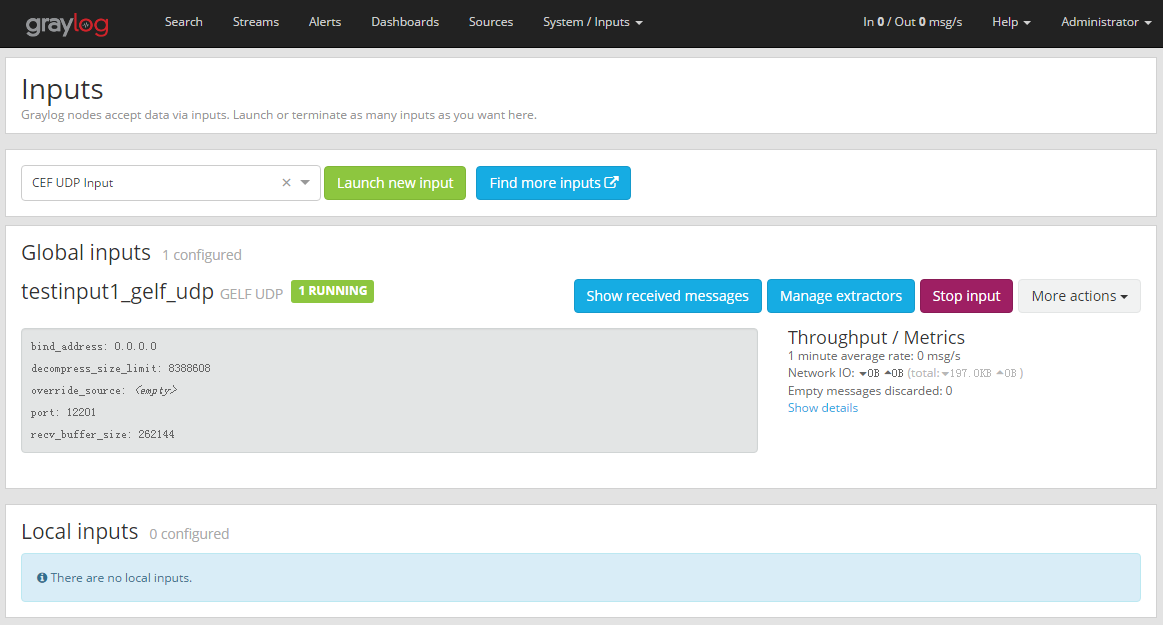 graylog Search Streams Alerts Dashboards Sources System / Inputs In 0 / Out 0 msg/s Help Administrator
Inputs
Graylog nodes accept data via inputs. Launch or terminate as many inputs as you want here.
CEF UDP Input × Launch new input Find more inputs
Global inputs 1 configured
testinput1_gelf_udp GELF UDP 1 RUNNING Show received messages Manage extractors Stop input More actions
bind_address: 0.0.0.0
decompress_size_limit: 8388608
override_source: <empty>
port: 12201
recv_buffer_size: 262144
Throughput / Metrics
1 minute average rate: 0 msg/s
Network IO: 0B 0B (total: 197.0KB 0B )
Empty messages discarded: 0
Show details
Local inputs 0 configured
There are no local inputs.